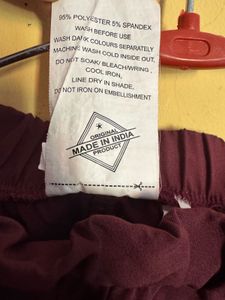 95% POLYESTER 5% SPANDEX
WASH BEFORE USE
WASH DARK COLOURS SEPARATELY
MACHINE WASH COLD INSIDE OUT,
DO NOT SOAK/ BLEACH/WRING,
COOL IRON,
LINE DRY IN SHADE,
DO NOT IRON ON EMBELLISHMENT
ORIGINAL
MADE IN INDIA
PRODUCT